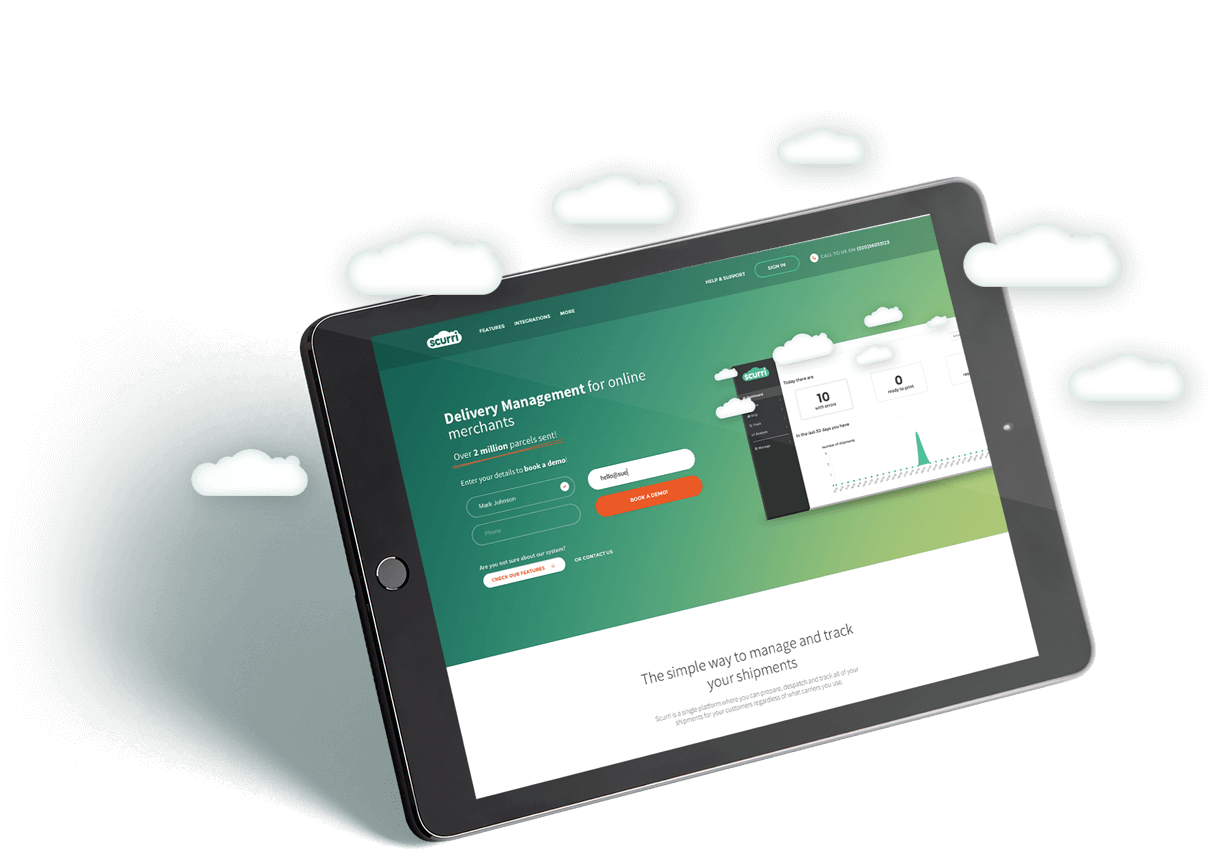 scurri
FEATURES
INTEGRATIONS
MORE
HELP & SUPPORT
SIGN IN
CALL TO US ON
Delivery Management for online
merchants
Over 2 million parcels sent!
Enter your details to book a demo!
Mark Johnson
hello@sue
Phone
BOOK A DEMO!
Are you not sure about our system?
CHECK OUR FEATURES
OR CONTACT US
scurri
Dashboard
Today there are
10
with errors
0
ready to print
In the last 30 days you have
Number of shipments
The simple way to manage and track
your shipments
Scurri is a single platform where you can prepare, despatch and track all of your
shipments for your customers regardless of what carriers you use.